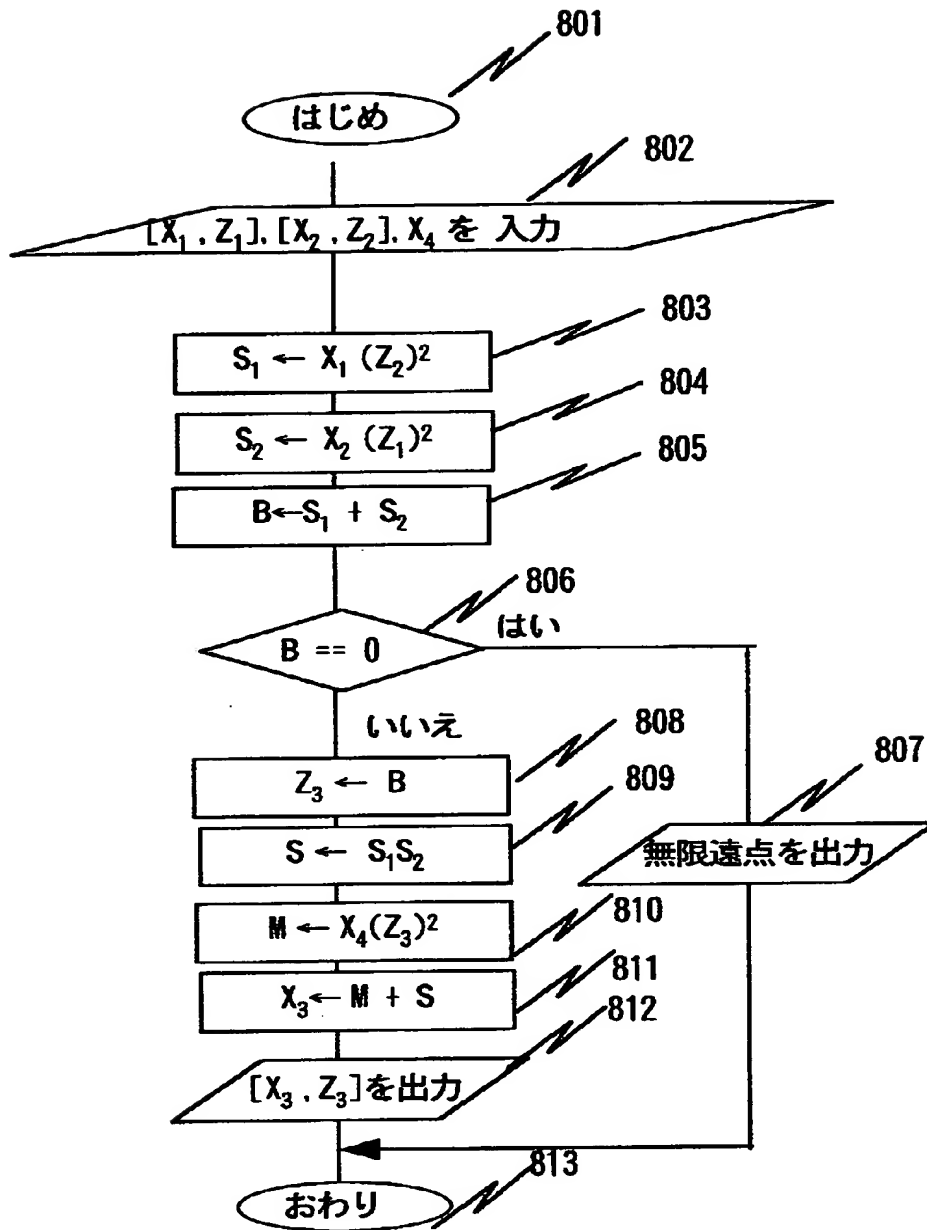 801
はじめ
802
[X₁, Z₁], [X₂, Z₂], X₄ を 入力
803
S₁ ← X₁ (Z₂)²
804
S₂ ← X₂ (Z₁)²
805
B←S₁ + S₂
806
はい
B == 0
いいえ
808
807
Z₃ ← B
809
S ← S₁S₂
無限遠点を出力
810
M ← X₄(Z₃)²
811
X₃← M + S
812
[X₃, Z₃]を出力
813
おわり